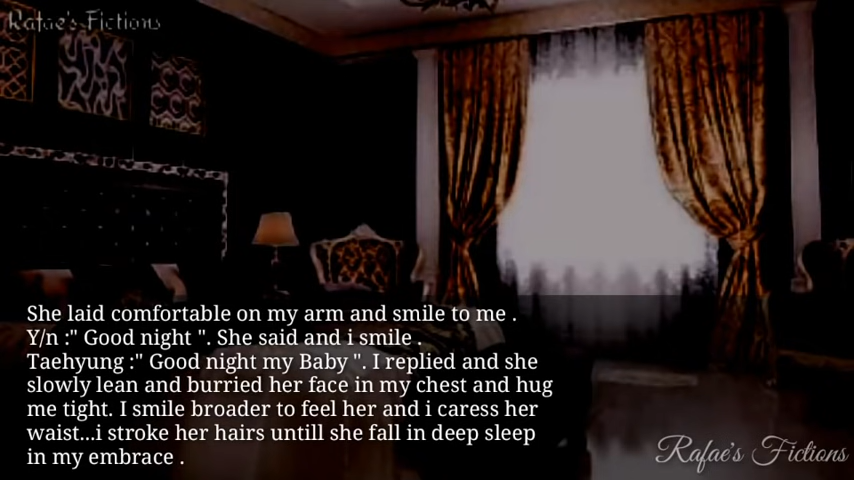 Rafae's Fictions
She laid comfortable on my arm and smile to me .
Y/n :" Good night ". She said and i smile .
Taehyung :" Good night my Baby ". I replied and she
slowly lean and burried her face in my chest and hug
me tight. I smile broader to feel her and i caress her
waist...i stroke her hairs untill she fall in deep sleep
in my embrace .
Rafae's Fictions